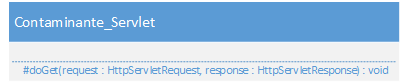 Contaminante_Servlet
#doGet(request : HttpServletRequest, response : HttpServletResponse) : void